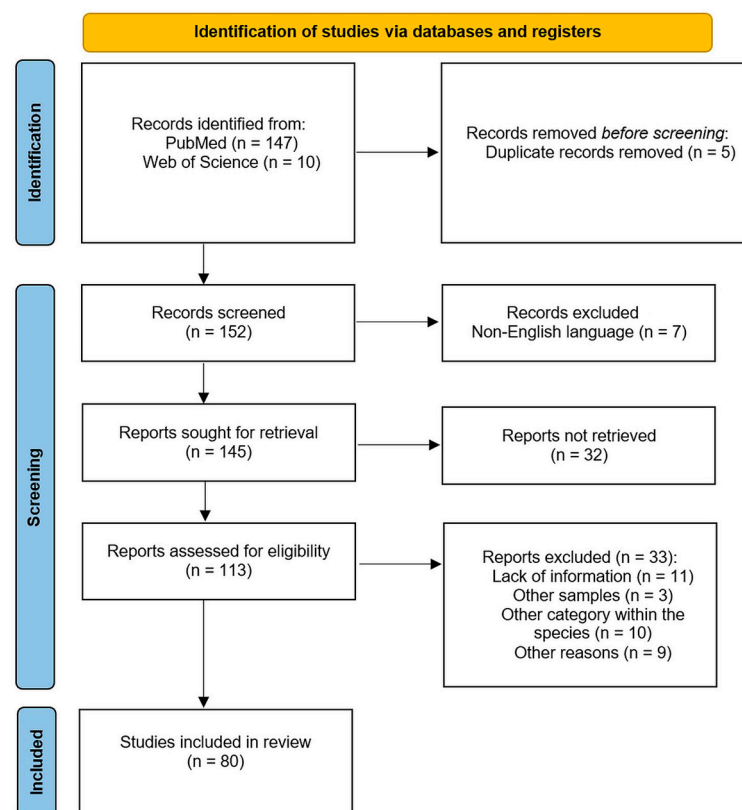 Identification of studies via databases and registers
Identification
Records identified from:
PubMed (n = 147)
Web of Science (n = 10)
Records removed before screening:
Duplicate records removed (n = 5)
Screening
Records screened
(n = 152)
Records excluded
Non-English language (n = 7)
Reports sought for retrieval
(n = 145)
Reports not retrieved
(n = 32)
Reports assessed for eligibility
(n = 113)
Reports excluded (n = 33):
Lack of information (n = 11)
Other samples (n = 3)
Other category within the
species (n = 10)
Other reasons (n = 9)
Included
Studies included in review
(n = 80)